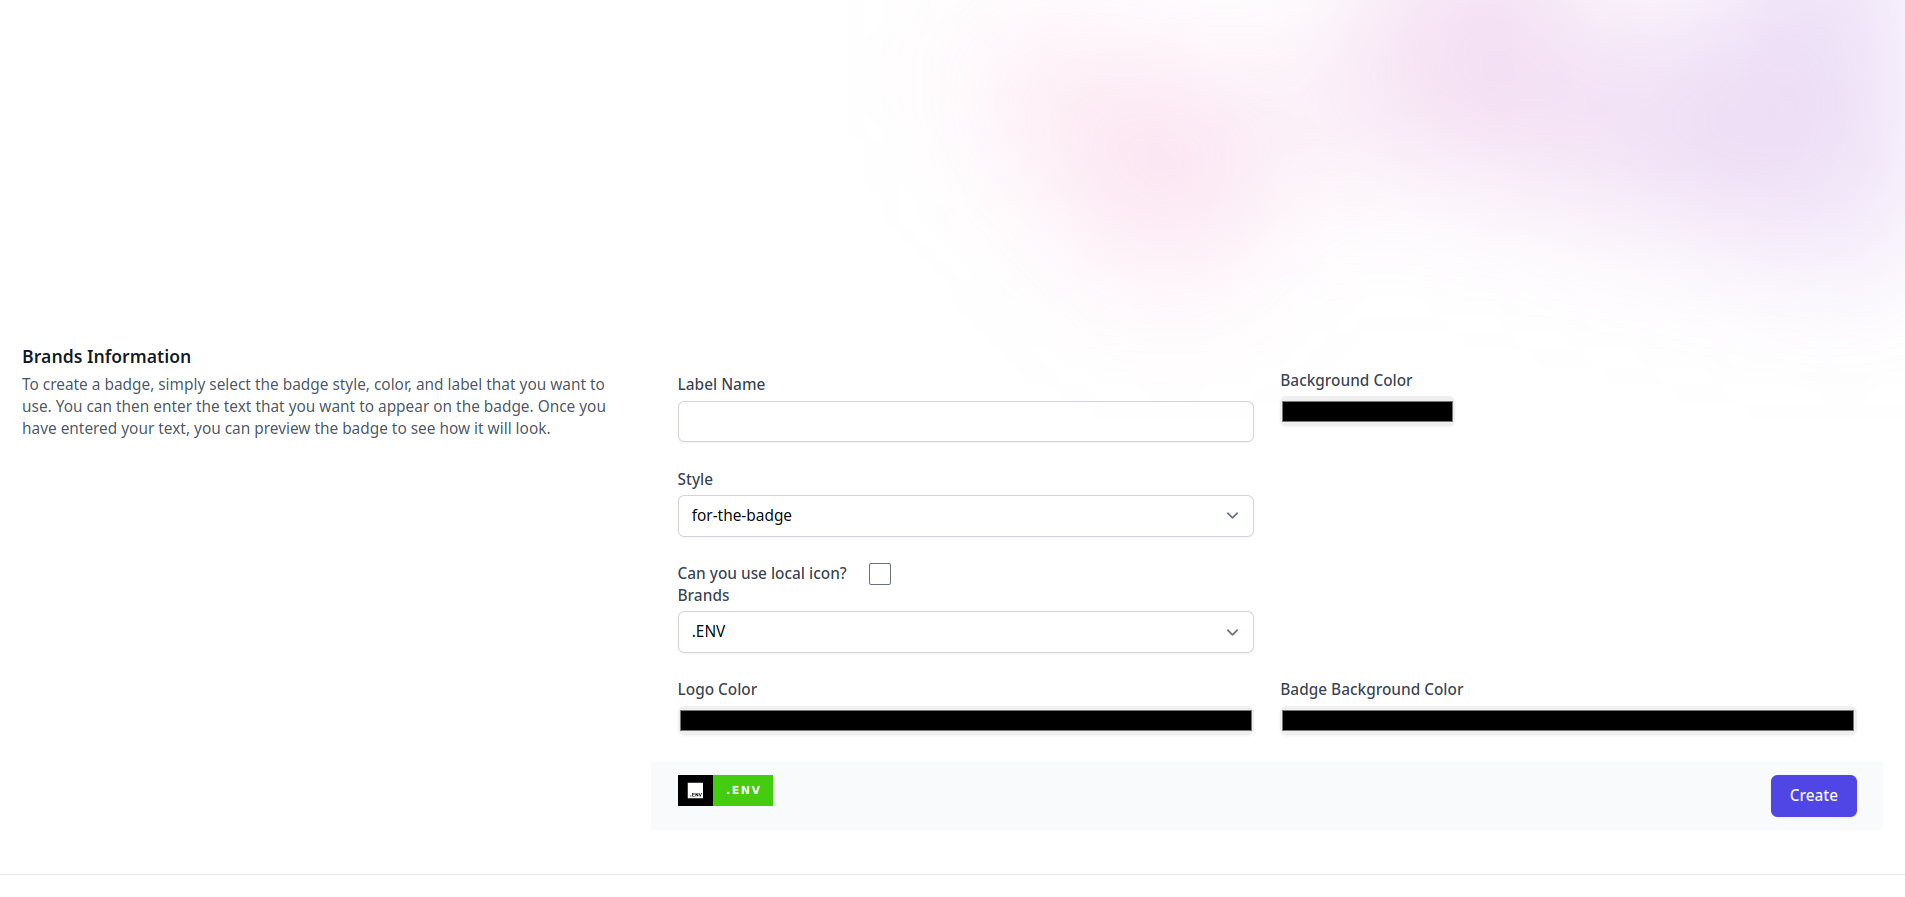 Brands Information
To create a badge, simply select the badge style, color, and label that you want to
use. You can then enter the text that you want to appear on the badge. Once you
have entered your text, you can preview the badge to see how it will look.
Label Name
Background Color
Style
for-the-badge
Can you use local icon?
Brands
.ENV
Logo Color
Badge Background Color
.ENV
.ENV
Create